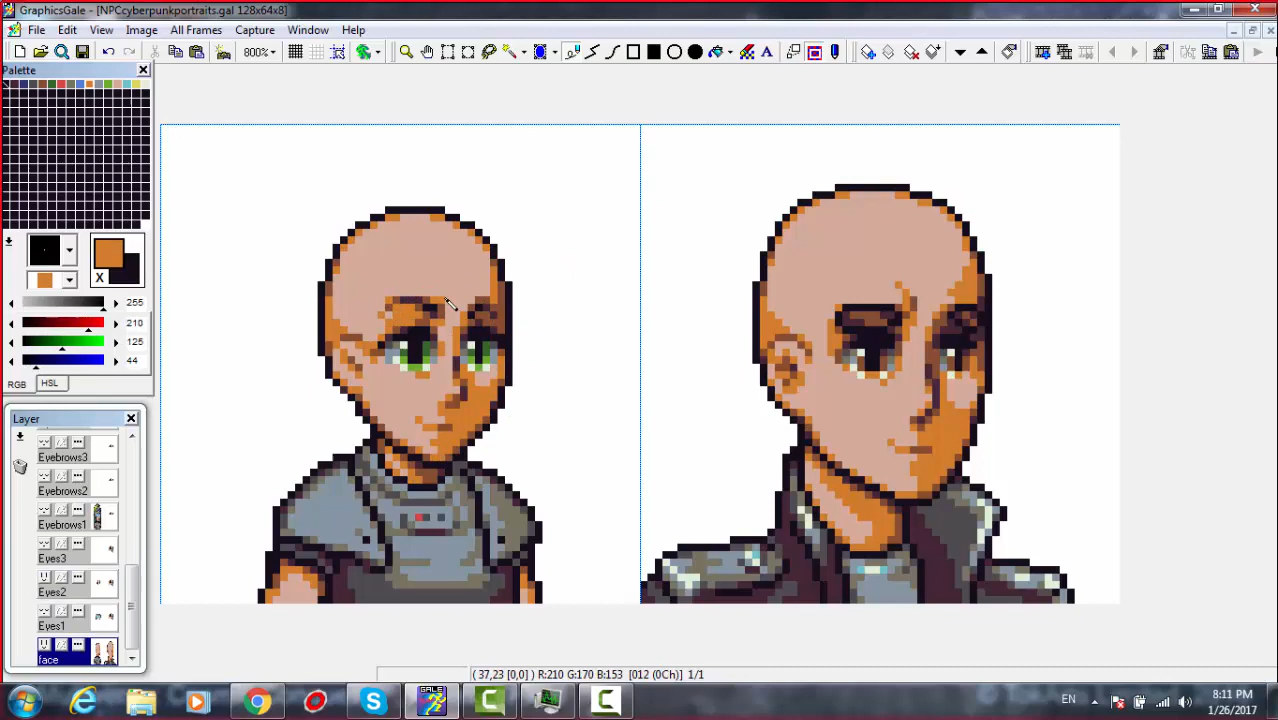 GraphicsGale - [NPCcyberpunkportraits.gal 128x64x8]
File Edit View Image All Frames Capture Window Help
800%
A
Palette
X
255
210
125
44
RGB HSL
Layer
Eyebrows3
Eyebrows2
Eyebrows1
Eyes3
Eyes2
Eyes1
face
( 37,23 [0,0] ) R:210 G:170 B:153 [012 (0Ch)] 1/1
GALE
EN
8:11 PM
1/26/2017